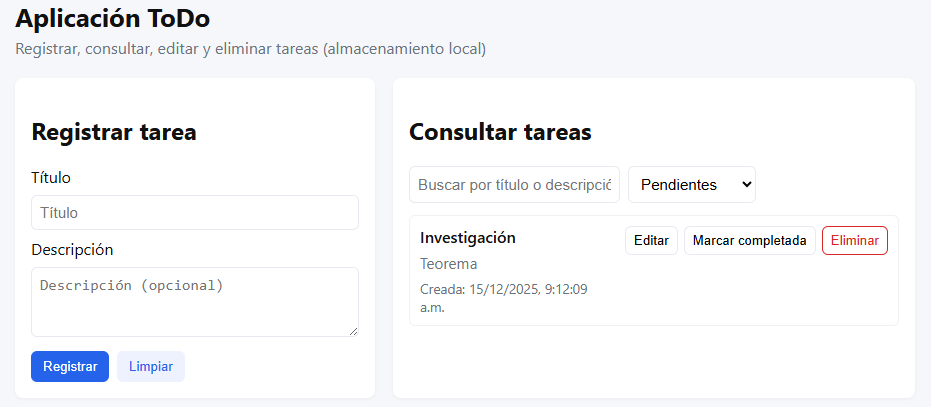 Aplicación ToDo
Registrar, consultar, editar y eliminar tareas (almacenamiento local)
Registrar tarea
Título
Título
Descripción
Descripción (opcional)
Registrar Limpiar
Consultar tareas
Buscar por título o descripció Pendientes
Investigación Editar Marcar completada Eliminar
Teorema
Creada: 15/12/2025, 9:12:09
a.m.